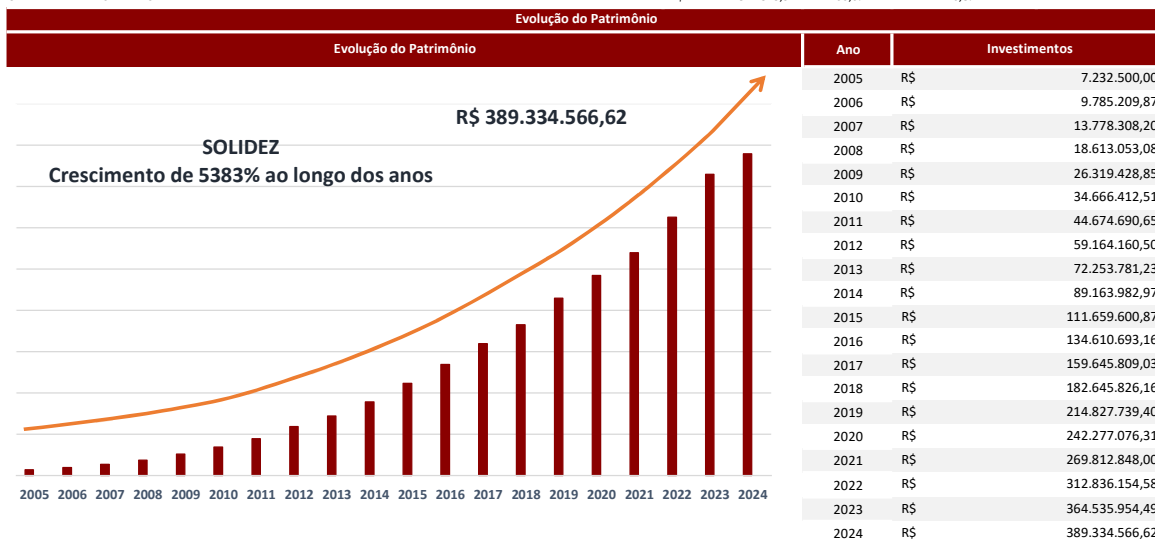 Evolução do Patrimônio
Evolução do Patrimônio
Ano Investimentos
R$ 389.334.566,62
SOLIDEZ
Crescimento de 5383% ao longo dos anos
2005 2006 2007 2008 2009 2010 2011 2012 2013 2014 2015 2016 2017 2018 2019 2020 2021 2022 2023 2024
2005 R$ 7.232.500,00
2006 R$ 9.785.209,87
2007 R$ 13.778.308,20
2008 R$ 18.613.053,08
2009 R$ 26.319.428,85
2010 R$ 34.666.412,51
2011 R$ 44.674.690,65
2012 R$ 59.164.160,50
2013 R$ 72.253.781,23
2014 R$ 89.163.982,97
2015 R$ 111.659.600,87
2016 R$ 134.610.693,16
2017 R$ 159.645.809,03
2018 R$ 182.645.826,16
2019 R$ 214.827.739,40
2020 R$ 242.277.076,31
2021 R$ 269.812.848,00
2022 R$ 312.836.154,58
2023 R$ 364.535.954,49
2024 R$ 389.334.566,62